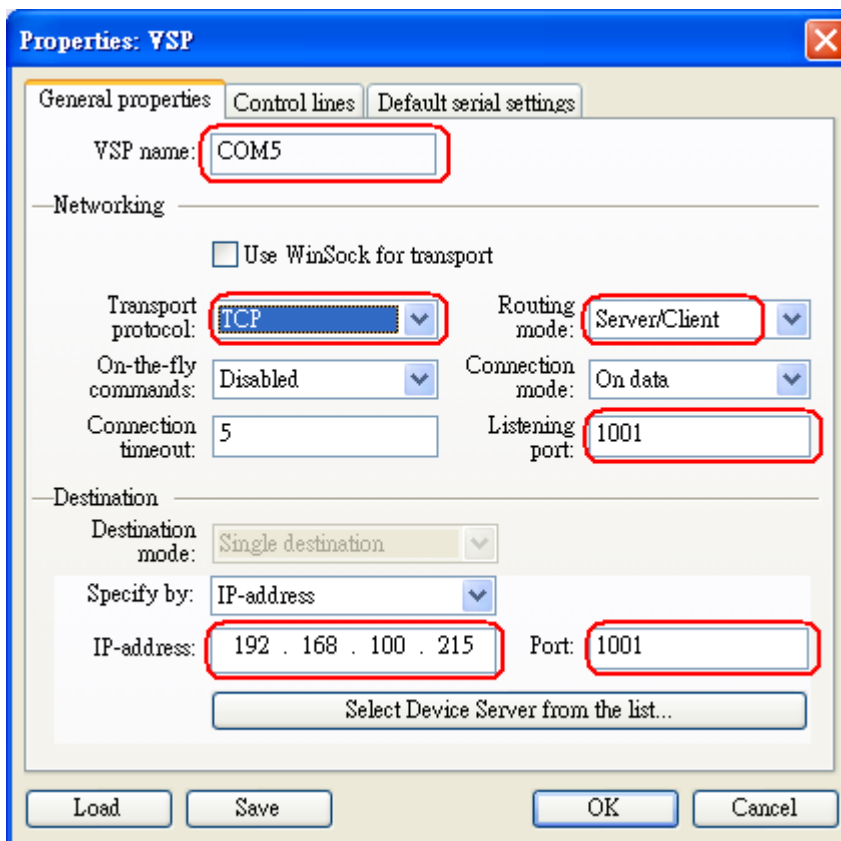 Properties: VSP
General properties Control lines Default serial settings
VSP name: COM5
Networking
Use WinSock for transport
Transport protocol: TCP Routing mode: Server/Client
On-the-fly commands: Disabled Connection mode: On data
Connection timeout: 5 Listening port: 1001
Destination
Destination mode: Single destination
Specify by: IP-address
IP-address: 192 . 168 . 100 . 215 Port: 1001
Select Device Server from the list...
Load Save OK Cancel